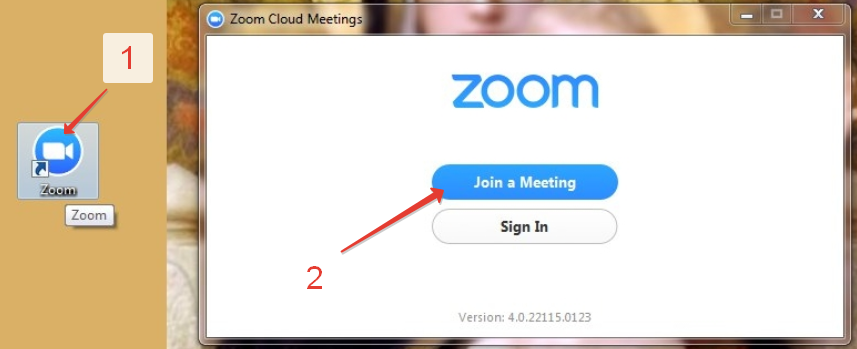 1
Zoom
Zoom
Zoom Cloud Meetings
zoom
Join a Meeting
Sign In
2
Version: 4.0.22115.0123